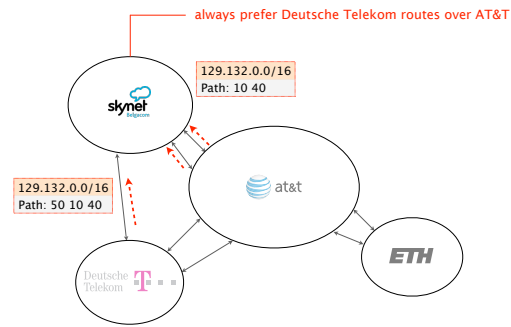 always prefer Deutsche Telekom routes over AT&T
129.132.0.0/16
Path: 10 40
skynet
Belgacom
at&t
129.132.0.0/16
Path: 50 10 40
ETH
Deutsche
Telekom
T